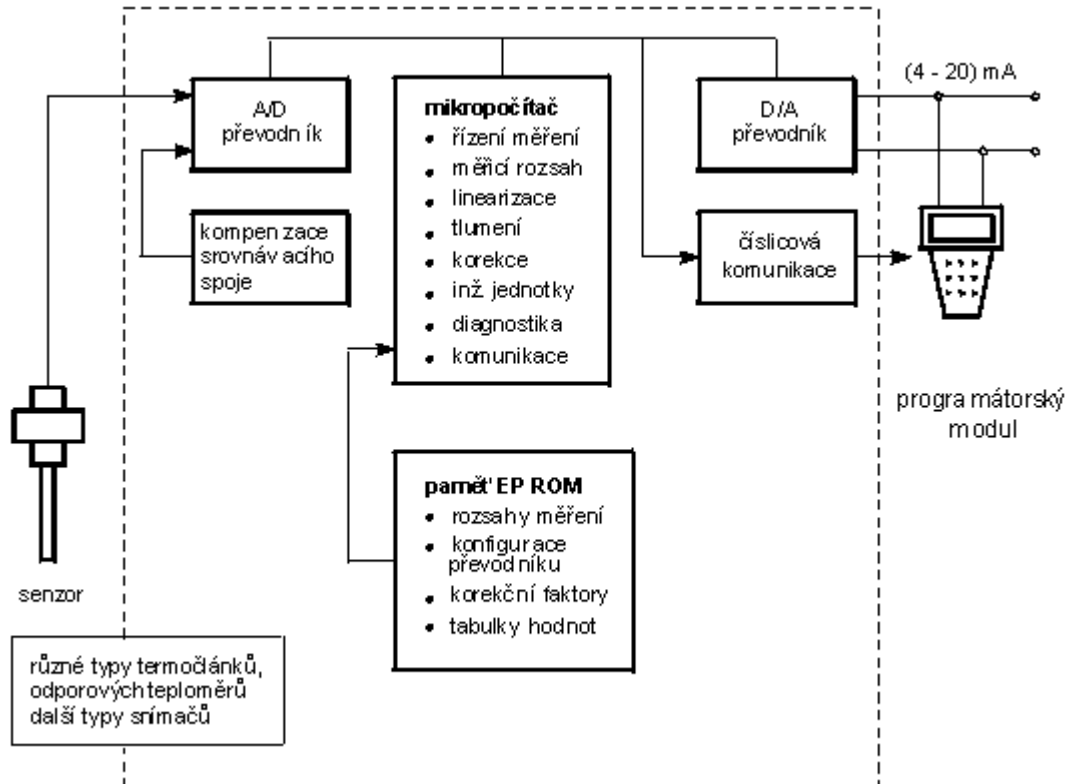 (4 - 20) mA
A/D
převodník
mikropočítač
• řízení měření
• měřicí rozsah
• linearizace
• tlumení
• korekce
• inž. jednotky
• diagnostika
• komunikace
D/A
převodník
kompenzace
srovnávacího
spoje
číslicová
komunikace
programátorský
modul
paměť EPROM
• rozsahy měření
• konfigurace
převodníku
• korekční faktory
• tabulky hodnot
senzor
různé typy termočlánků,
odporových teploměrů
další typy snímačů